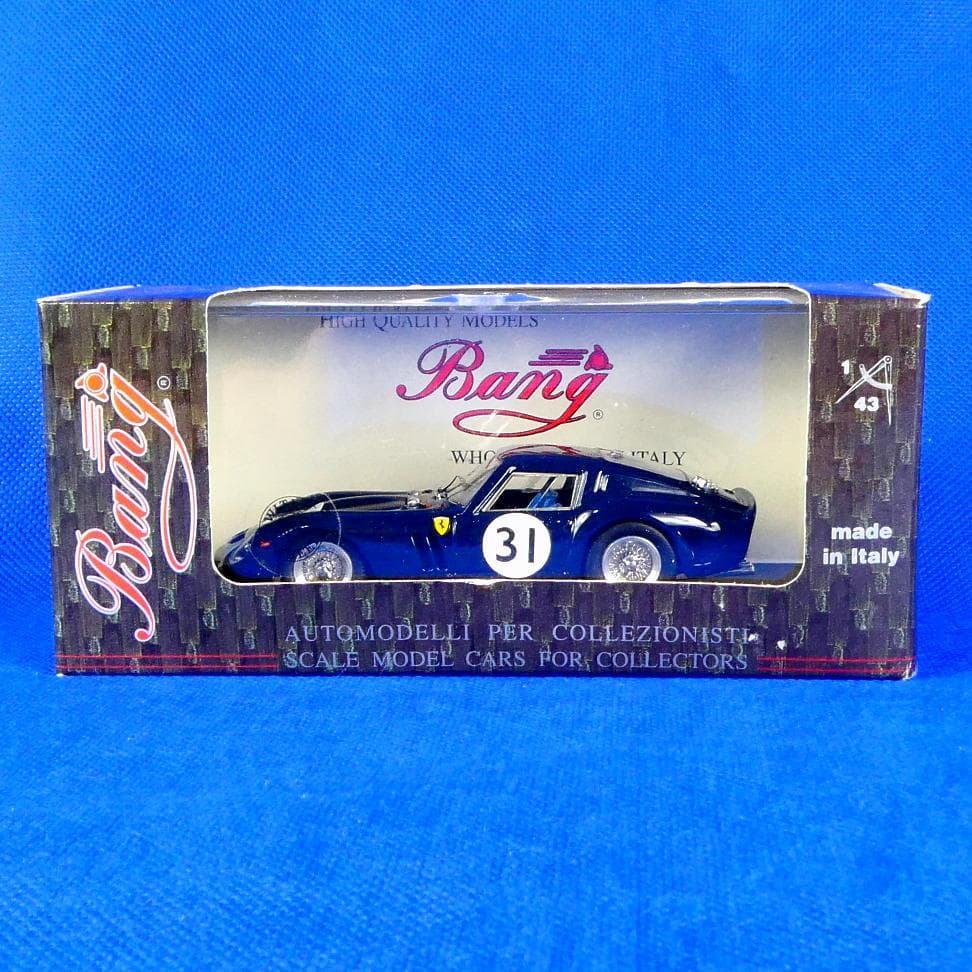 HIGH QUALITY MODELS
Bang ®
ITALY
Bang ®
1
43
31
made
in Italy
AUTOMODELLI PER COLLEZIONISTI
SCALE MODEL CARS FOR COLLECTORS